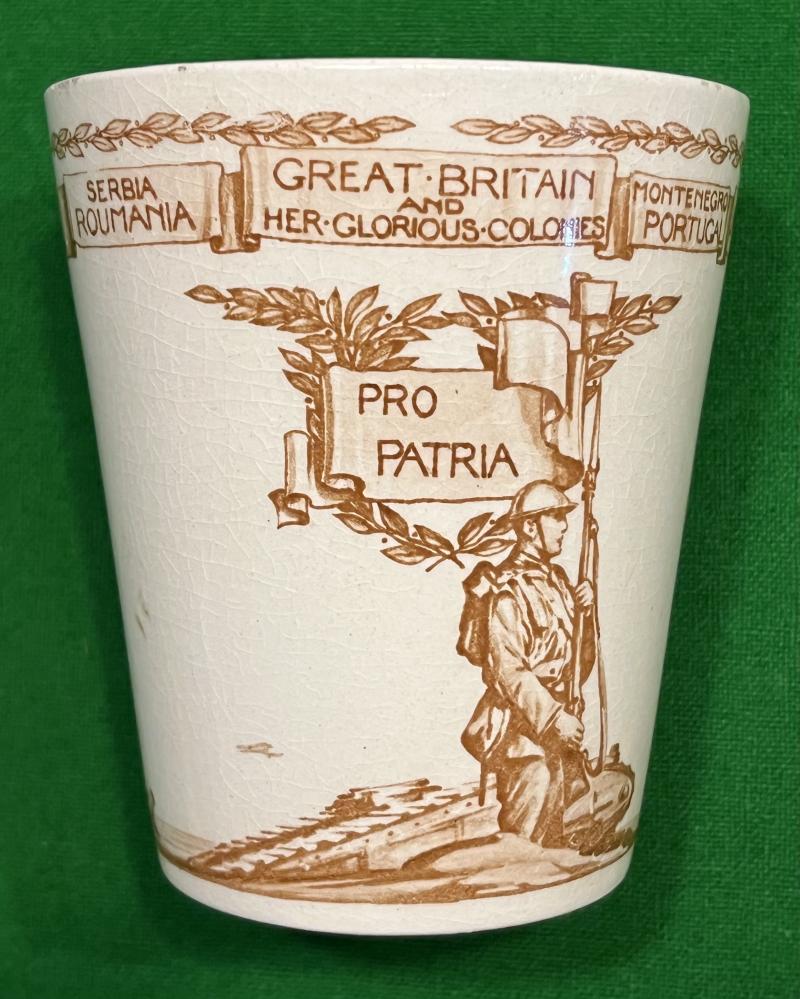 SERBIA
ROUMANIA
GREAT·BRITAIN
AND
HER·GLORIOUS·COLONIES
MONTENEGRO
PORTUGAL
PRO
PATRIA